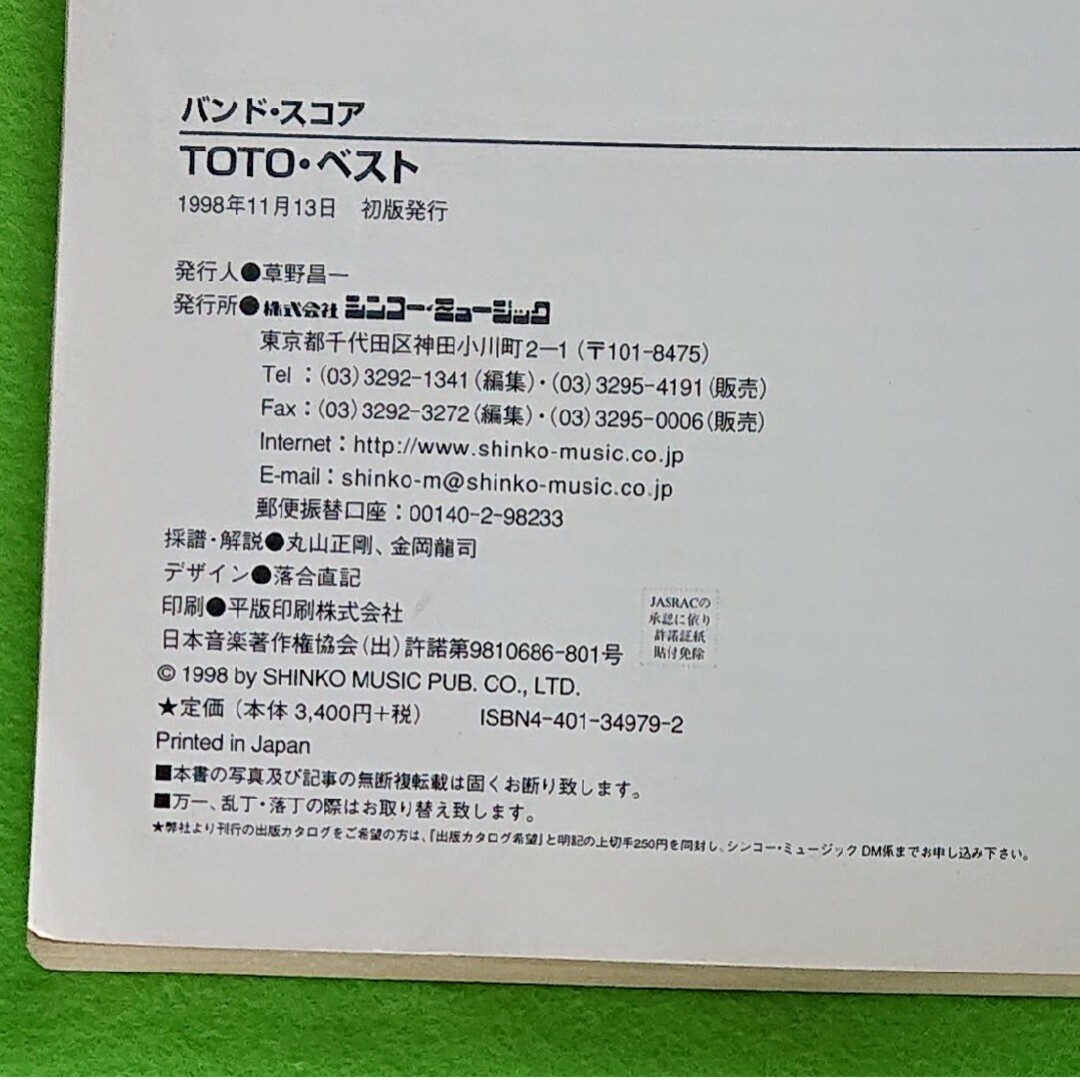 バンド・スコア
TOTO・ベスト
1998年11月13日　初版発行
発行人●草野昌一
発行所●株式会社 シンコー・ミュージック
東京都千代田区神田小川町2―1（〒101-8475）
Tel ：(03)3292-1341(編集)・(03)3295-4191(販売)
Fax：(03)3292-3272(編集)・(03)3295-0006(販売)
Internet：http://www.shinko-music.co.jp
E-mail：shinko-m@shinko-music.co.jp
郵便振替口座：00140-2-98233
採譜・解説●丸山正剛、金岡龍司
デザイン●落合直記
印刷●平版印刷株式会社
日本音楽著作権協会(出)許諾第9810686-801号
JASRACの
承認に依り
許諾証紙
貼付免除
© 1998 by SHINKO MUSIC PUB. CO., LTD.
★定価（本体 3,400円+税）　ISBN4-401-34979-2
Printed in Japan
■本書の写真及び記事の無断複転載は固くお断り致します。
■万一、乱丁・落丁の際はお取り替え致します。
★弊社より刊行の出版カタログをご希望の方は、「出版カタログ希望」と明記の上切手250円を同封し、シンコー・ミュージック DM係までお申し込み下さい。